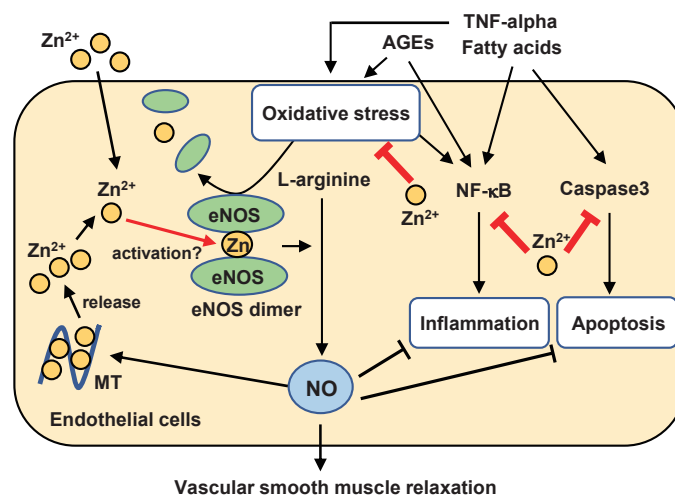 Zn²⁺
TNF-alpha
Fatty acids
AGEs
Oxidative stress
L-arginine
Zn²⁺
NF-κB
Caspase3
Zn²⁺
eNOS
Zn
eNOS
eNOS dimer
activation?
Zn²⁺
Zn²⁺
release
MT
Inflammation
Apoptosis
NO
Endothelial cells
Vascular smooth muscle relaxation